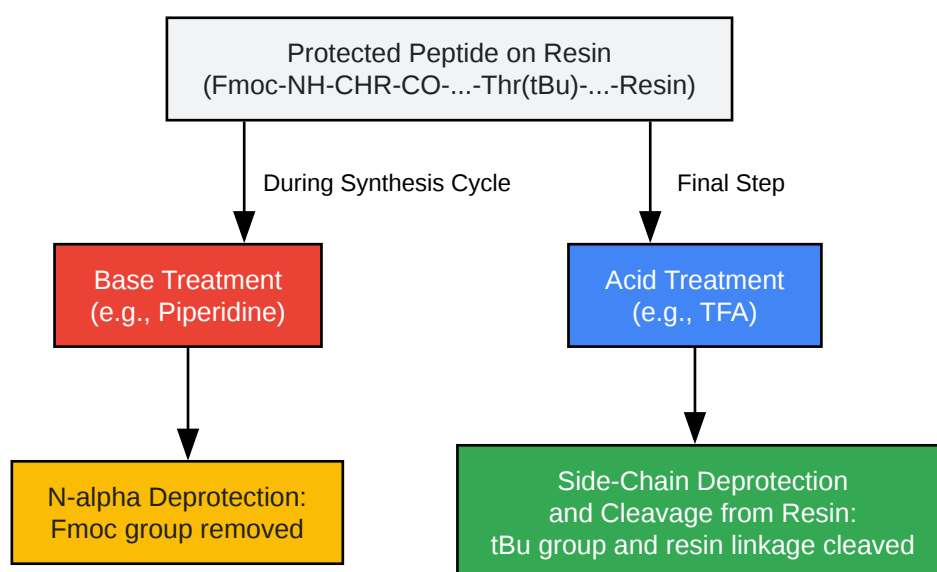 Protected Peptide on Resin
(Fmoc-NH-CHR-CO-...-Thr(tBu)-...-Resin)
During Synthesis Cycle
Final Step
Base Treatment
(e.g., Piperidine)
Acid Treatment
(e.g., TFA)
N-alpha Deprotection:
Fmoc group removed
Side-Chain Deprotection
and Cleavage from Resin:
tBu group and resin linkage cleaved